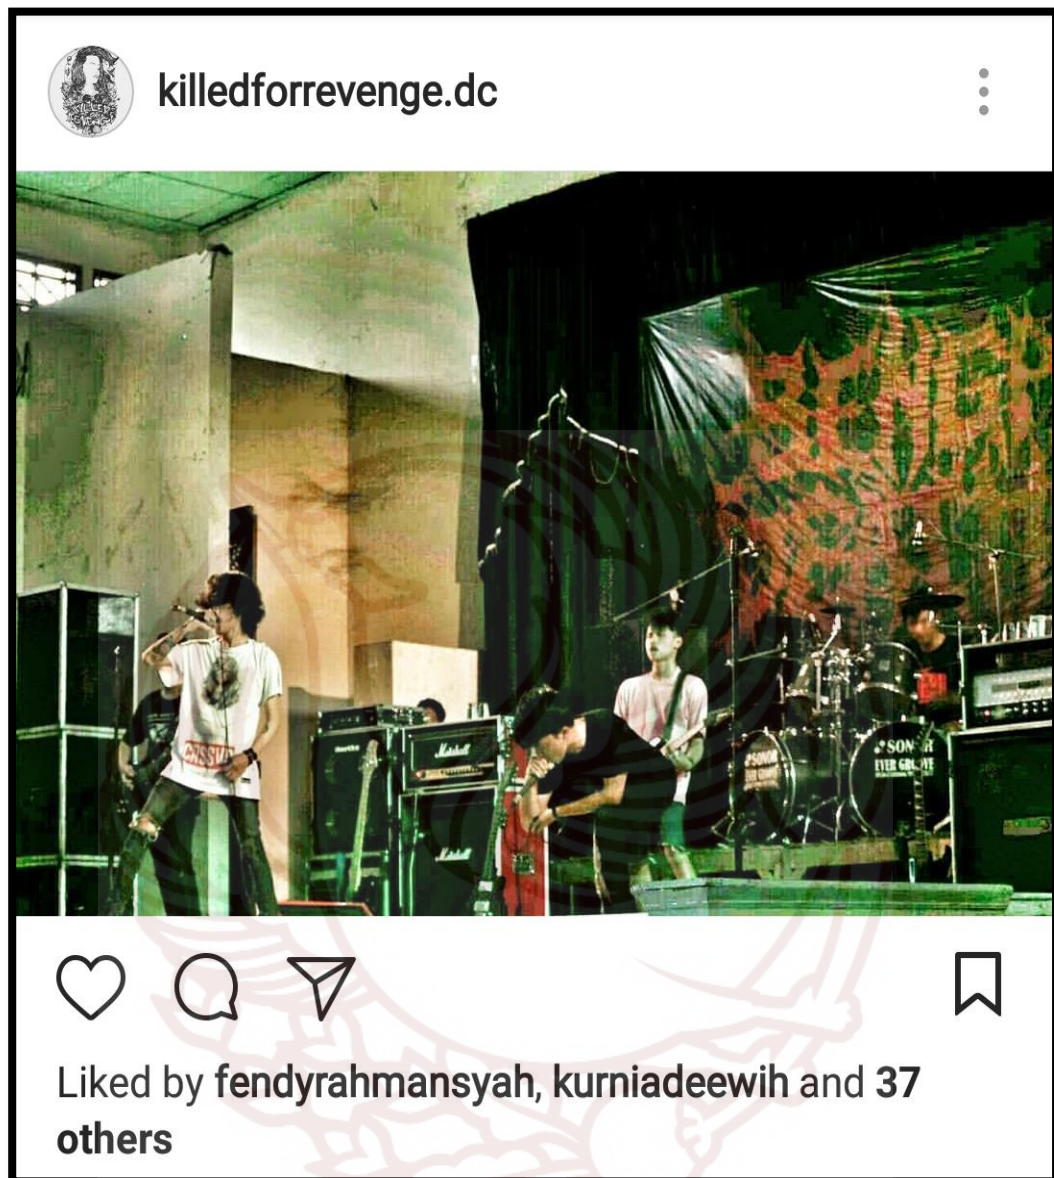 killedforrevenge.dc
Marshall
Marshall
SONOR
Liked by fendyrahmansyah, kurniadeewih and 37
others